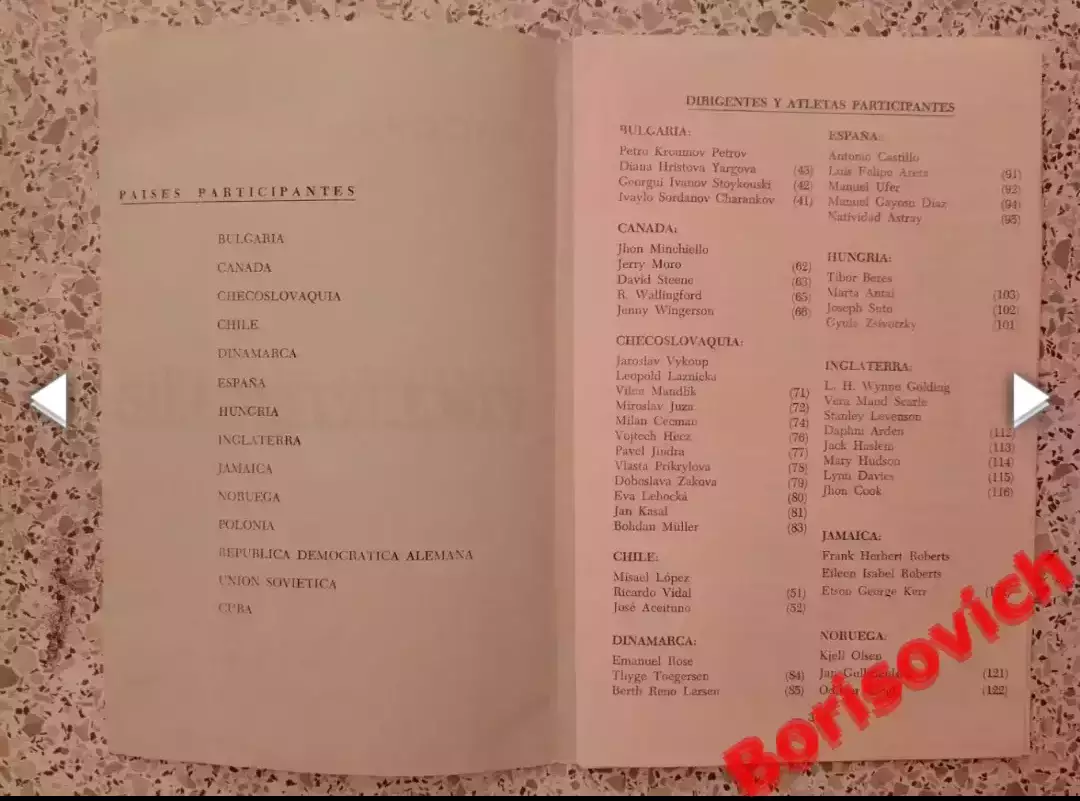 PAISES PARTICIPANTES
BULGARIA
CANADA
CHECOSLOVAQUIA
CHILE
DINAMARCA
ESPAÑA
HUNGRIA
INGLATERRA
JAMAICA
NORUEGA
POLONIA
REPUBLICA DEMOCRATICA ALEMANA
UNION SOVIETICA
CUBA
DIRIGENTES Y ATLETAS PARTICIPANTES
BULGARIA:
Petro Kroumov Petrov
Diana Hristova Yargova (43)
Georgui Ivanov Stoykouski (42)
Ivaylo Sordanov Charankov (41)
CANADA:
Jhon Minchiello
Jerry Moro (62)
David Steene (63)
R. Wallingford (65)
Jenny Wingerson (66)
CHECOSLOVAQUIA:
Jaroslav Vykoup
Leopold Laznicka
Vilen Mandlik (71)
Miroslav Juza (72)
Milan Cecman (74)
Vojtech Hecz (76)
Pavel Jindra (77)
Vlasta Prikrylova (78)
Doboslava Zakova (79)
Eva Lehocká (80)
Jan Kasal (81)
Bohdan Müller (83)
CHILE:
Misael López
Ricardo Vidal (51)
José Aceituno (52)
DINAMARCA:
Emanuel Rose
Thyge Toegersen (84)
Berth Reno Larsen (85)
ESPAÑA:
Antonio Castillo
Luis Felipe Areta (91)
Manuel Ufer (92)
Manuel Gayoso Diaz (94)
Natividad Astray (95)
HUNGRIA:
Tibor Beres
Marta Antal (103)
Joseph Suto (102)
Gyula Zsivotzky (101)
INGLATERRA:
L. H. Wynne Golding
Vera Maud Searle
Stanley Levenson
Daphni Arden (112)
Jack Haslem (113)
Mary Hudson (114)
Lynn Davies (115)
Jhon Cook (116)
JAMAICA:
Frank Herbert Roberts
Eileen Isabel Roberts
Etson George Kerr
NORUEGA:
Kjell Olsen
Jan (121)
(122)
Borisovich